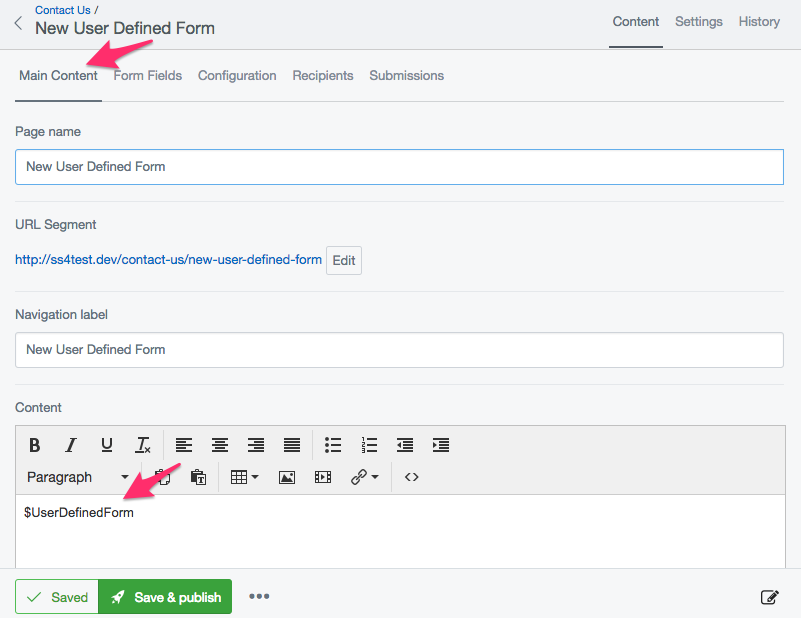 Contact Us /
New User Defined Form
Content Settings History
Main Content Form Fields Configuration Recipients Submissions
Page name
New User Defined Form
URL Segment
http://ss4test.dev/contact-us/new-user-defined-form Edit
Navigation label
New User Defined Form
Content
B I U Tx
Paragraph
$UserDefinedForm
Saved Save & publish